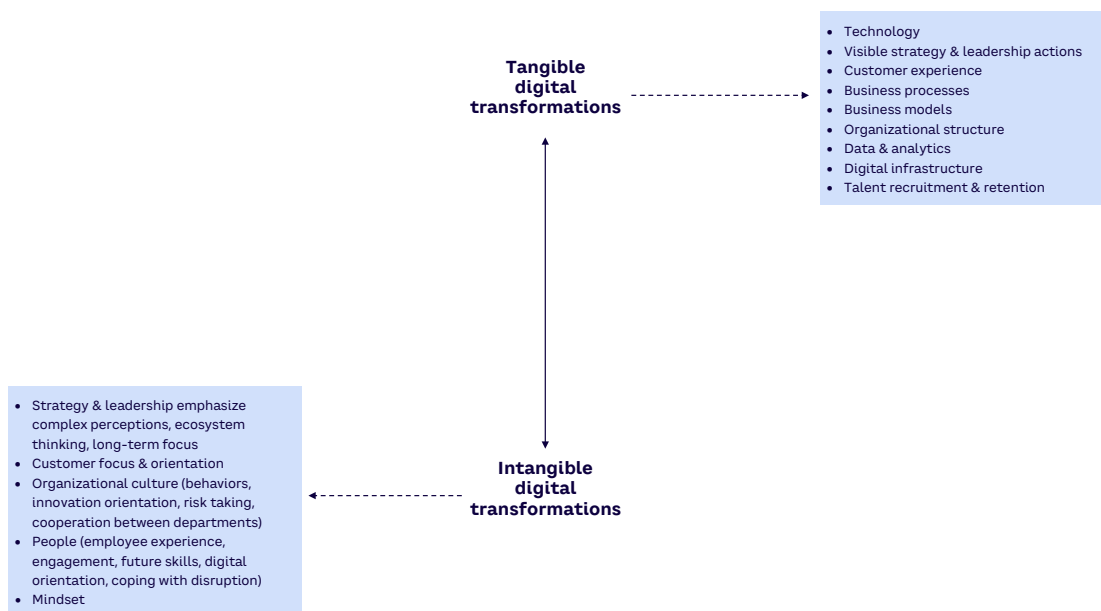 Tangible
digital
transformations
• Technology
• Visible strategy & leadership actions
• Customer experience
• Business processes
• Business models
• Organizational structure
• Data & analytics
• Digital infrastructure
• Talent recruitment & retention
• Strategy & leadership emphasize
complex perceptions, ecosystem
thinking, long-term focus
• Customer focus & orientation
• Organizational culture (behaviors,
innovation orientation, risk taking,
cooperation between departments)
• People (employee experience,
engagement, future skills, digital
orientation, coping with disruption)
• Mindset
Intangible
digital
transformations